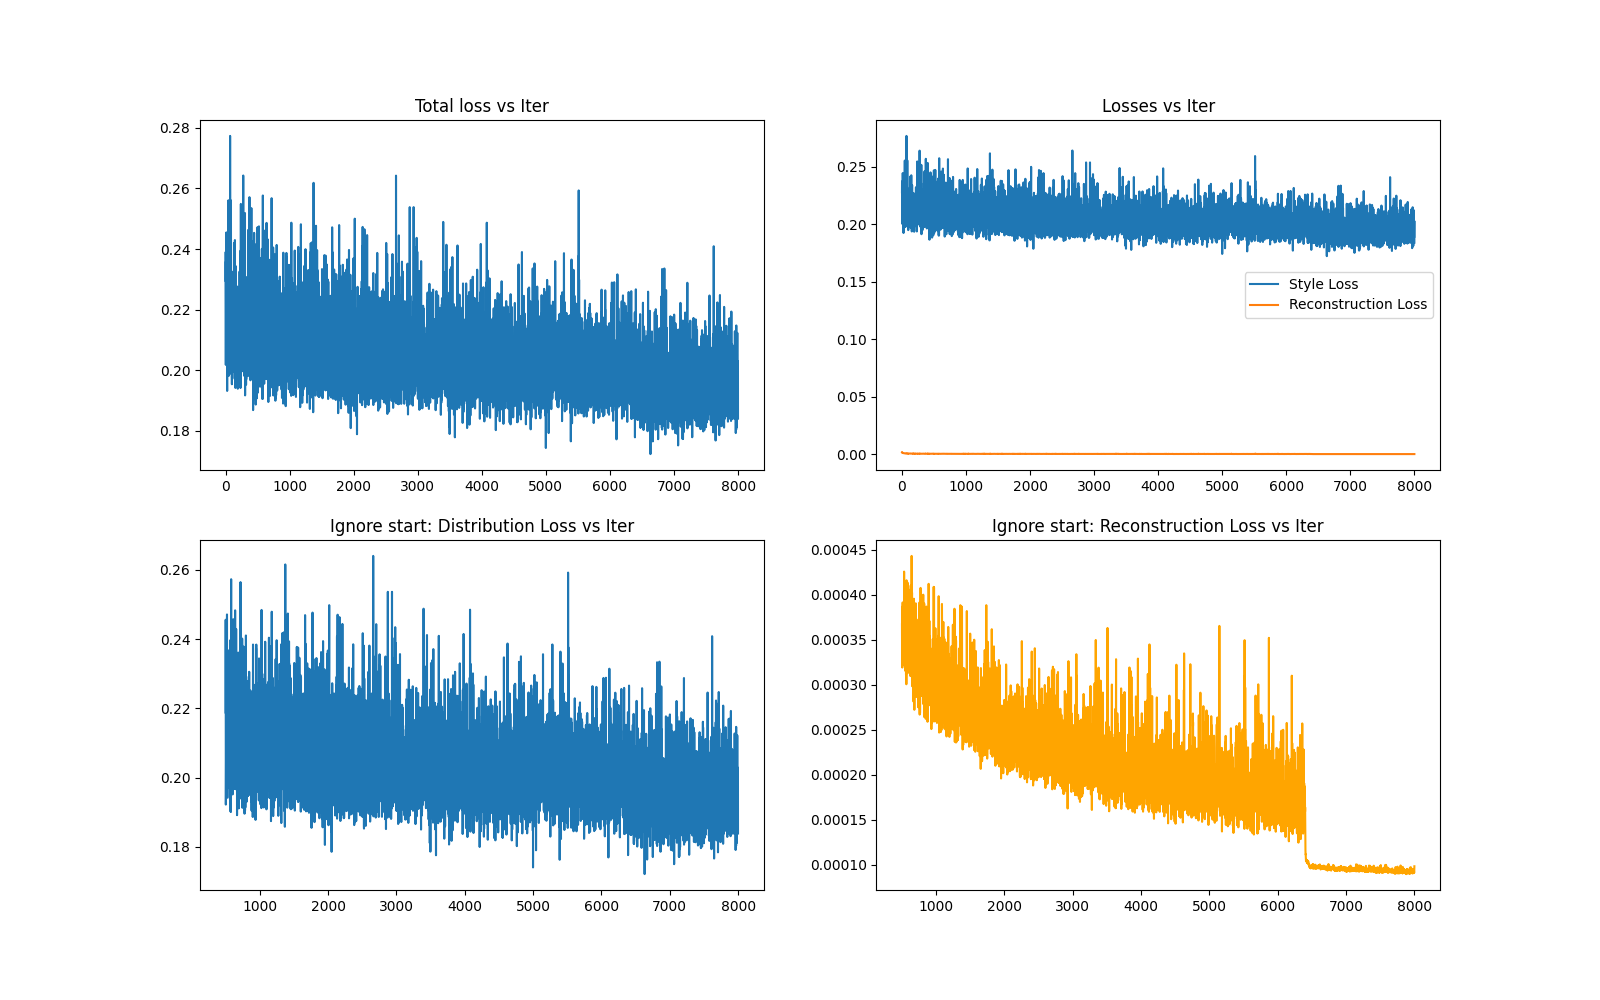 Total loss vs Iter
0.28
0.26
0.24
0.22
0.20
0.18
0 1000 2000 3000 4000 5000 6000 7000 8000
Losses vs Iter
0.25
0.20
0.15
0.10
0.05
0.00
Style Loss
Reconstruction Loss
0 1000 2000 3000 4000 5000 6000 7000 8000
Ignore start: Distribution Loss vs Iter
0.26
0.24
0.22
0.20
0.18
1000 2000 3000 4000 5000 6000 7000 8000
Ignore start: Reconstruction Loss vs Iter
0.00045
0.00040
0.00035
0.00030
0.00025
0.00020
0.00015
0.00010
1000 2000 3000 4000 5000 6000 7000 8000